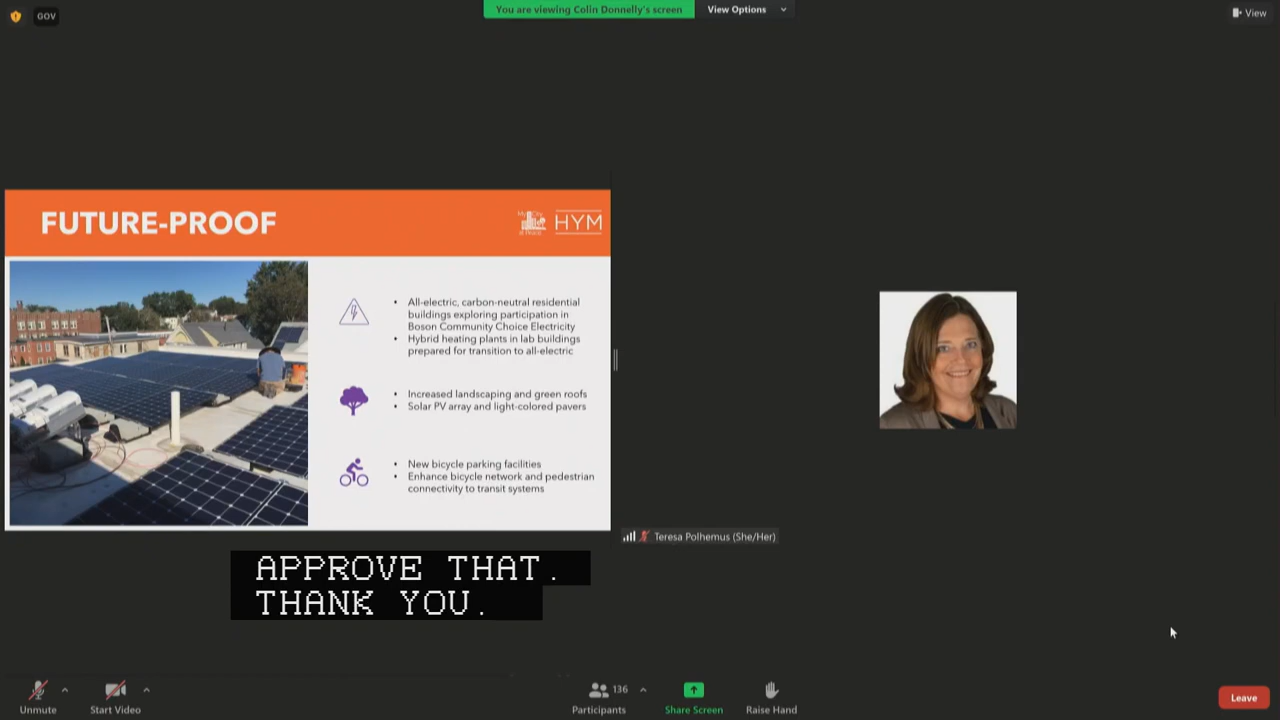 GOV
You are viewing Colin Donnelly's screen
View Options
View
FUTURE-PROOF
HYM
• All-electric, carbon-neutral residential
buildings exploring participation in
Boson Community Choice Electricity
• Hybrid heating plants in lab buildings
prepared for transition to all-electric
• Increased landscaping and green roofs
• Solar PV array and light-colored pavers
• New bicycle parking facilities
• Enhance bicycle network and pedestrian
connectivity to transit systems
Teresa Polhemus (She/Her)
APPROVE THAT.
THANK YOU.
Unmute
Start Video
136
Participants
Share Screen
Raise Hand
Leave